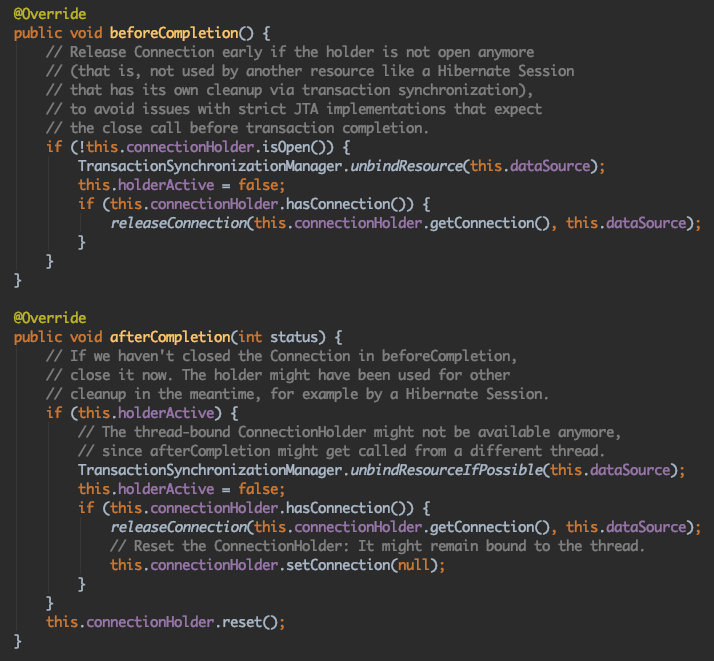 @Override
public void beforeCompletion() {
    // Release Connection early if the holder is not open anymore
    // (that is, not used by another resource like a Hibernate Session
    // that has its own cleanup via transaction synchronization),
    // to avoid issues with strict JTA implementations that expect
    // the close call before transaction completion.
    if (!this.connectionHolder.isOpen()) {
        TransactionSynchronizationManager.unbindResource(this.dataSource);
        this.holderActive = false;
        if (this.connectionHolder.hasConnection()) {
            releaseConnection(this.connectionHolder.getConnection(), this.dataSource);
        }
    }
}
@Override
public void afterCompletion(int status) {
    // If we haven't closed the Connection in beforeCompletion,
    // close it now. The holder might have been used for other
    // cleanup in the meantime, for example by a Hibernate Session.
    if (this.holderActive) {
        // The thread-bound ConnectionHolder might not be available anymore,
        // since afterCompletion might get called from a different thread.
        TransactionSynchronizationManager.unbindResourceIfPossible(this.dataSource);
        this.holderActive = false;
        if (this.connectionHolder.hasConnection()) {
            releaseConnection(this.connectionHolder.getConnection(), this.dataSource);
            // Reset the ConnectionHolder: It might remain bound to the thread.
            this.connectionHolder.setConnection(null);
        }
    }
    this.connectionHolder.reset();
}